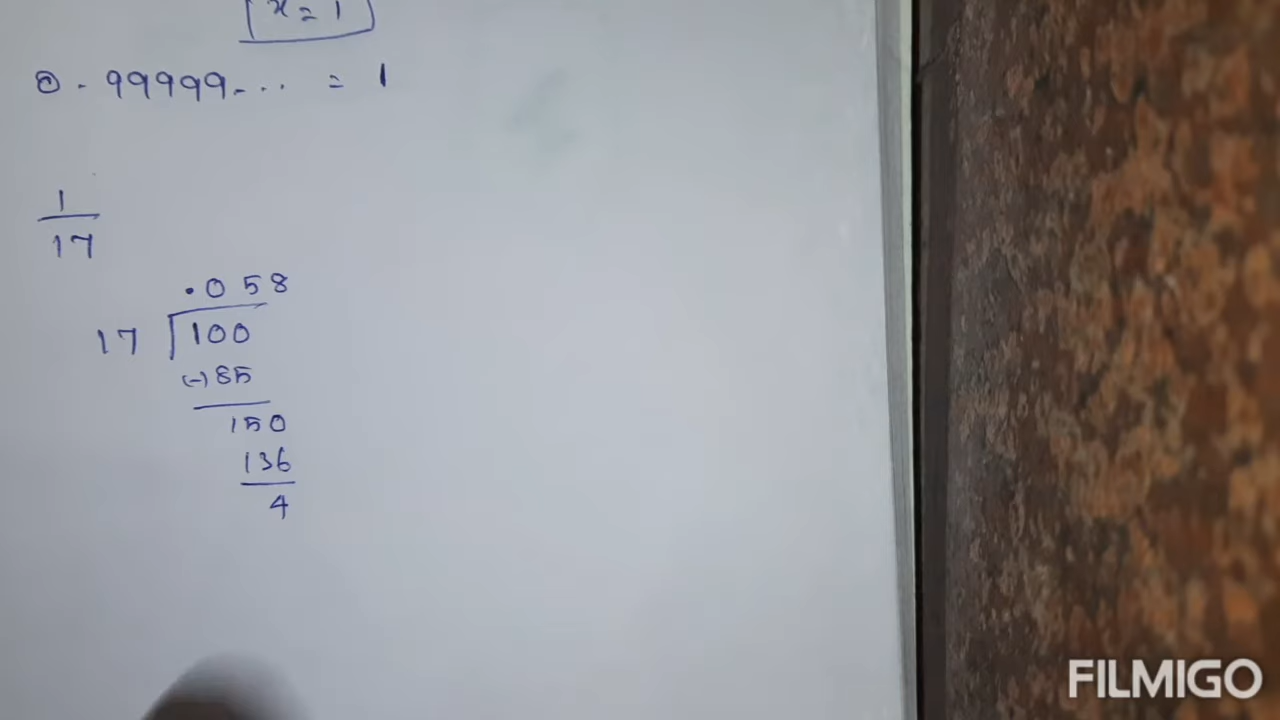 x = 1
0.99999... = 1
1
17
.058
17 100
(-) 85
150
136
4
FILMIGO